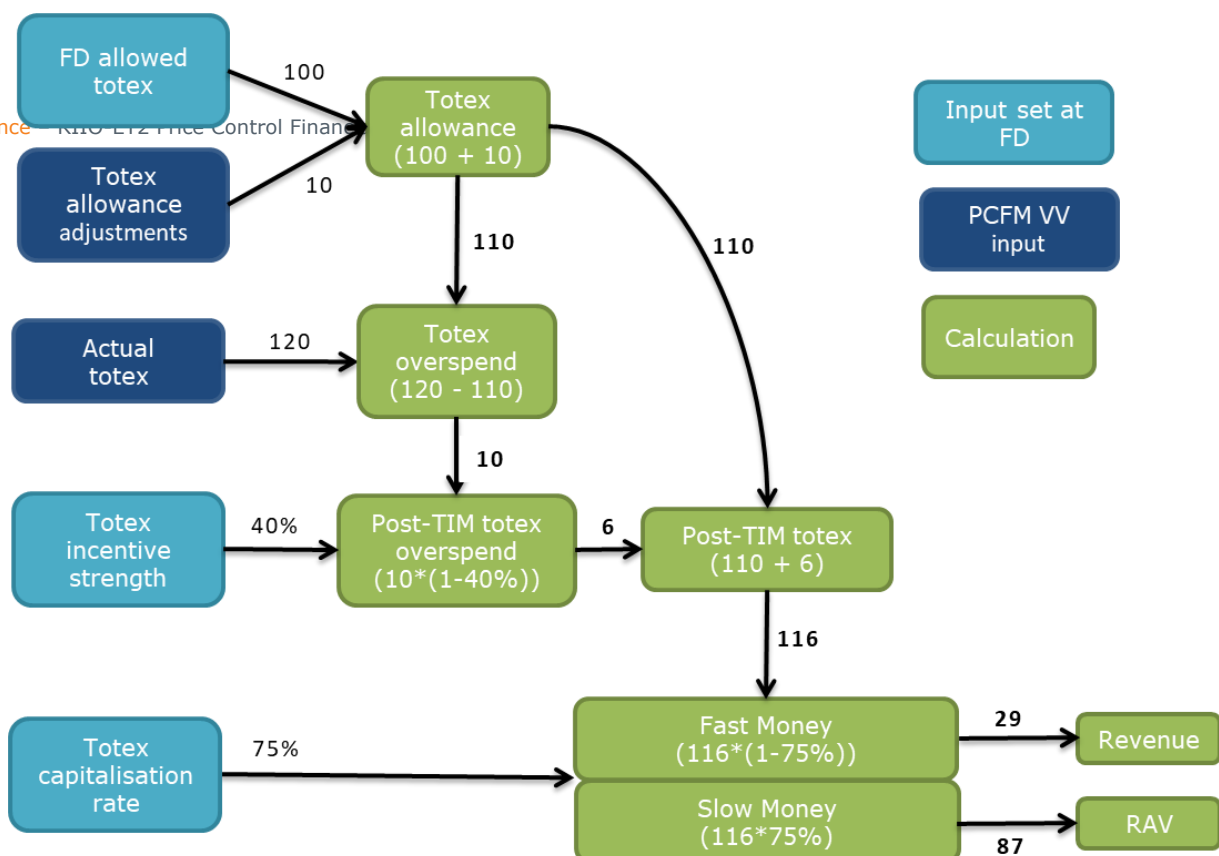 FD allowed
totex
100
Totex
allowance
(100 + 10)
Input set at
FD
Totex
allowance
adjustments
10
110
110
PCFM VV
input
Actual
totex
120
Totex
overspend
(120 - 110)
Calculation
10
Totex
incentive
strength
40%
Post-TIM totex
overspend
(10*(1-40%))
6
Post-TIM totex
(110 + 6)
116
Totex
capitalisation
rate
75%
Fast Money
(116*(1-75%))
29
Revenue
Slow Money
(116*75%)
87
RAV